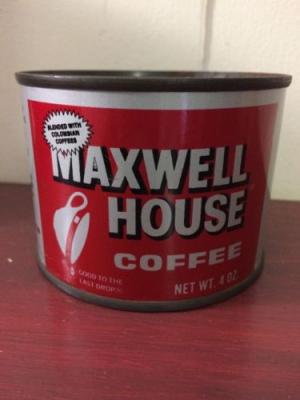 BLENDED WITH
COLOMBIAN
COFFEES
MAXWELL
HOUSE
COFFEE
GOOD TO THE
LAST DROP®
NET WT. 4 OZ.